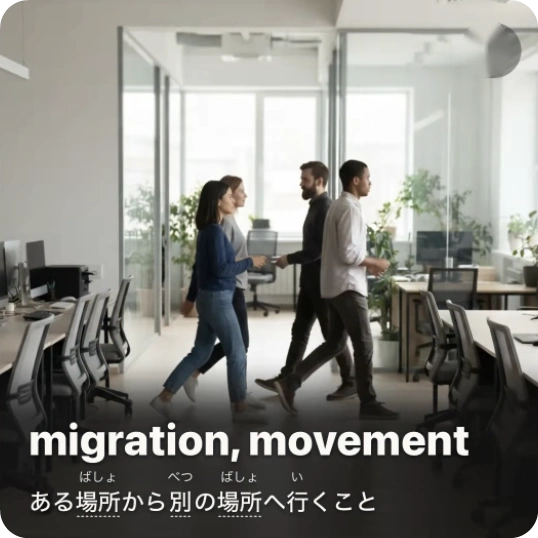 migration, movement
ばしょ べつ ばしょ い
ある場所から別の場所へ行くこと